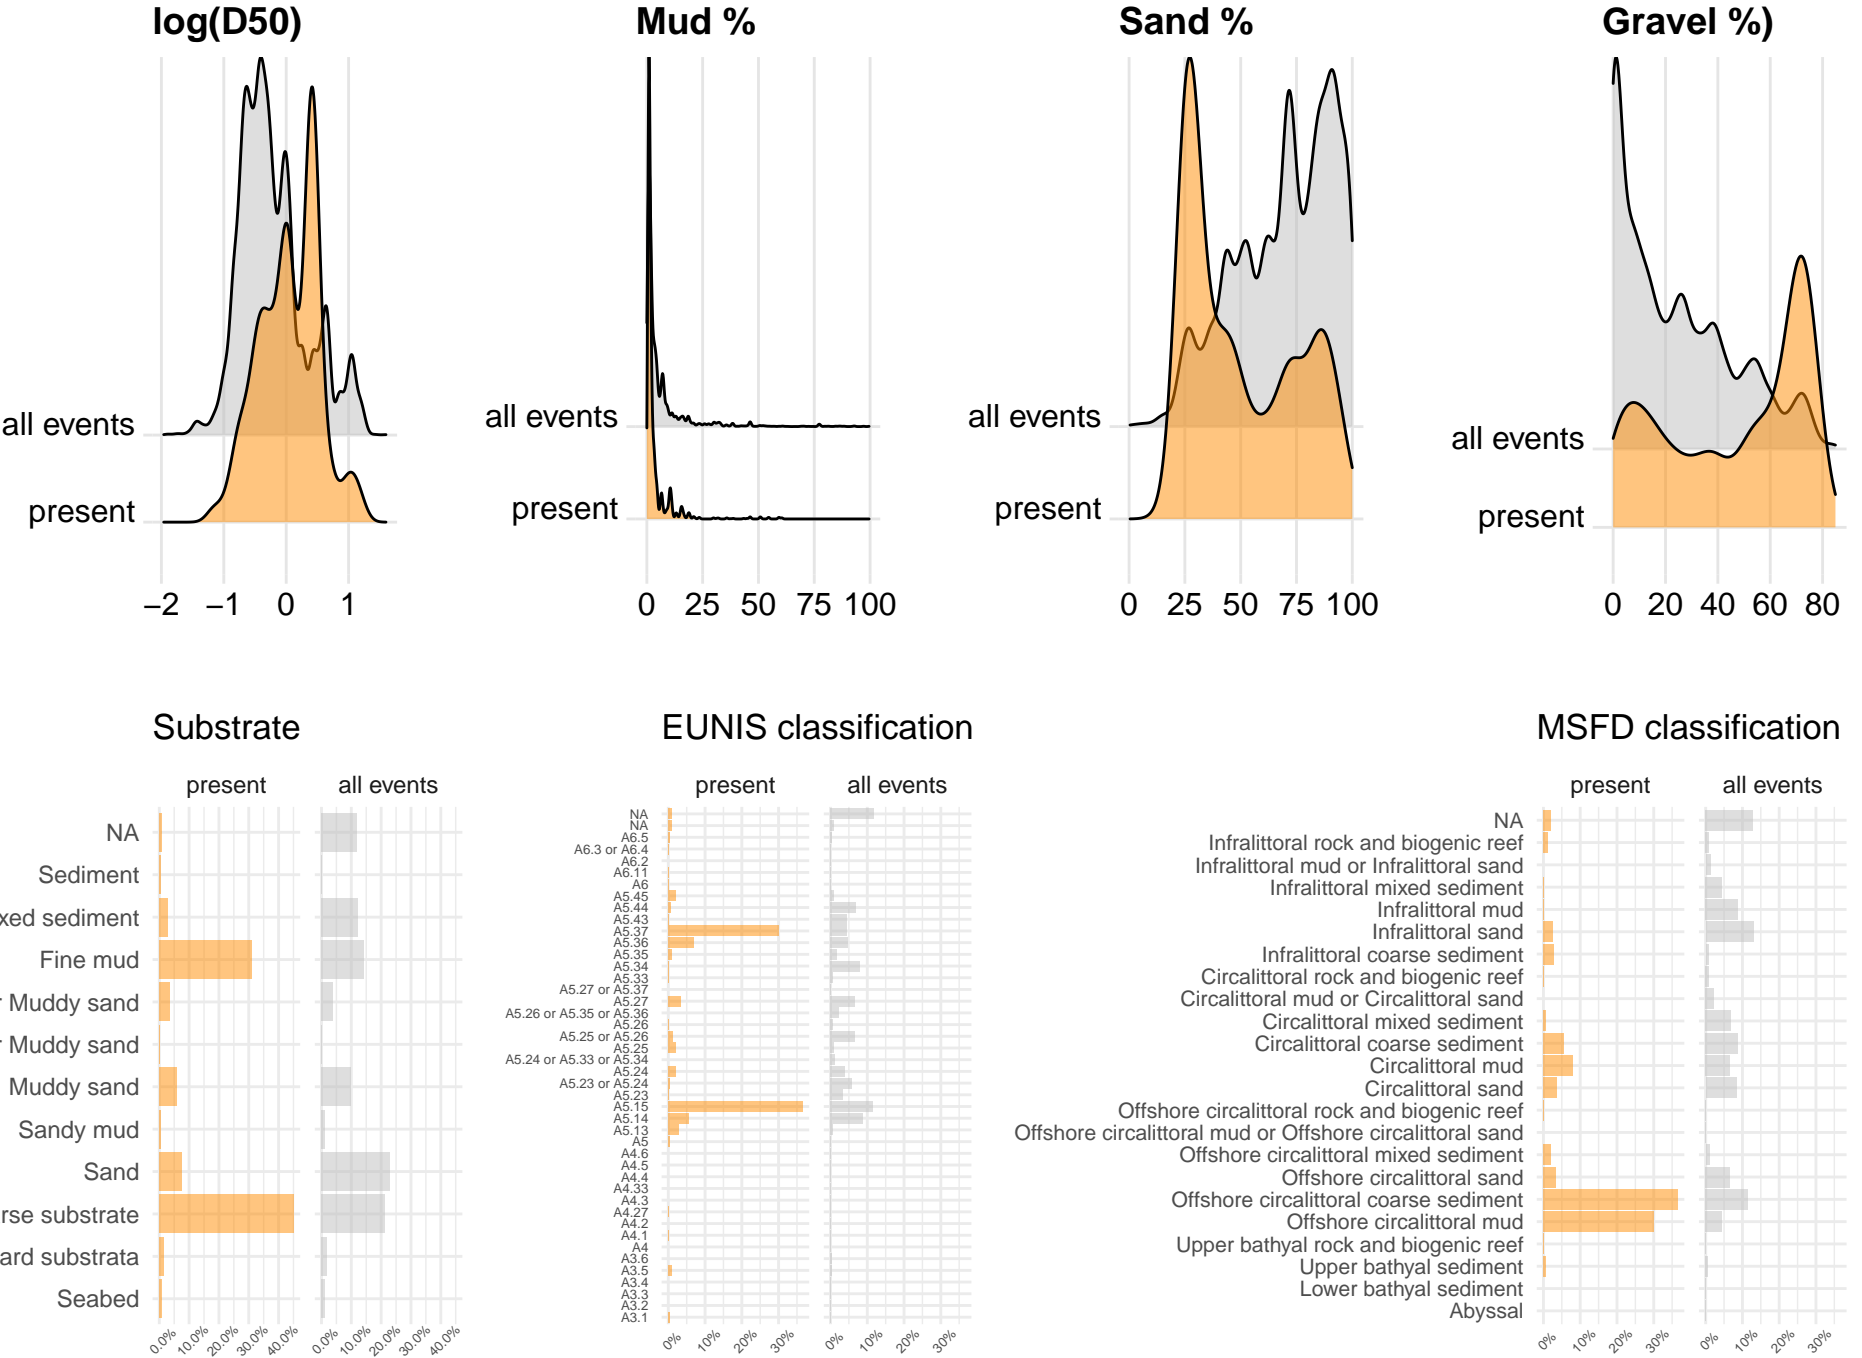 log(D50)
Mud %
Sand %
Gravel %)
all events
present
−2 −1 0 1
all events
present
0 25 50 75 100
all events
present
0 25 50 75 100
all events
present
0 20 40 60 80
Substrate
present all events
NA
Sediment
xed sediment
Fine mud
r Muddy sand
r Muddy sand
Muddy sand
Sandy mud
Sand
rse substrate
ard substrata
Seabed
0.0% 10.0% 20.0% 30.0% 40.0% 0.0% 10.0% 20.0% 30.0% 40.0%
EUNIS classification
present all events
NA
NA
A6.5
A6.3 or A6.4
A6.2
A6.11
A6
A5.45
A5.44
A5.43
A5.37
A5.36
A5.35
A5.34
A5.33
A5.27 or A5.37
A5.27
A5.26 or A5.35 or A5.36
A5.26
A5.25 or A5.26
A5.25
A5.24 or A5.33 or A5.34
A5.24
A5.23 or A5.24
A5.23
A5.15
A5.14
A5.13
A5
A4.6
A4.5
A4.4
A4.33
A4.3
A4.27
A4.2
A4.1
A4
A3.6
A3.5
A3.4
A3.3
A3.2
A3.1
0% 10% 20% 30% 0% 10% 20% 30%
MSFD classification
present all events
NA
Infralittoral rock and biogenic reef
Infralittoral mud or Infralittoral sand
Infralittoral mixed sediment
Infralittoral mud
Infralittoral sand
Infralittoral coarse sediment
Circalittoral rock and biogenic reef
Circalittoral mud or Circalittoral sand
Circalittoral mixed sediment
Circalittoral coarse sediment
Circalittoral mud
Circalittoral sand
Offshore circalittoral rock and biogenic reef
Offshore circalittoral mud or Offshore circalittoral sand
Offshore circalittoral mixed sediment
Offshore circalittoral sand
Offshore circalittoral coarse sediment
Offshore circalittoral mud
Upper bathyal rock and biogenic reef
Upper bathyal sediment
Lower bathyal sediment
Abyssal
0% 10% 20% 30% 0% 10% 20% 30%